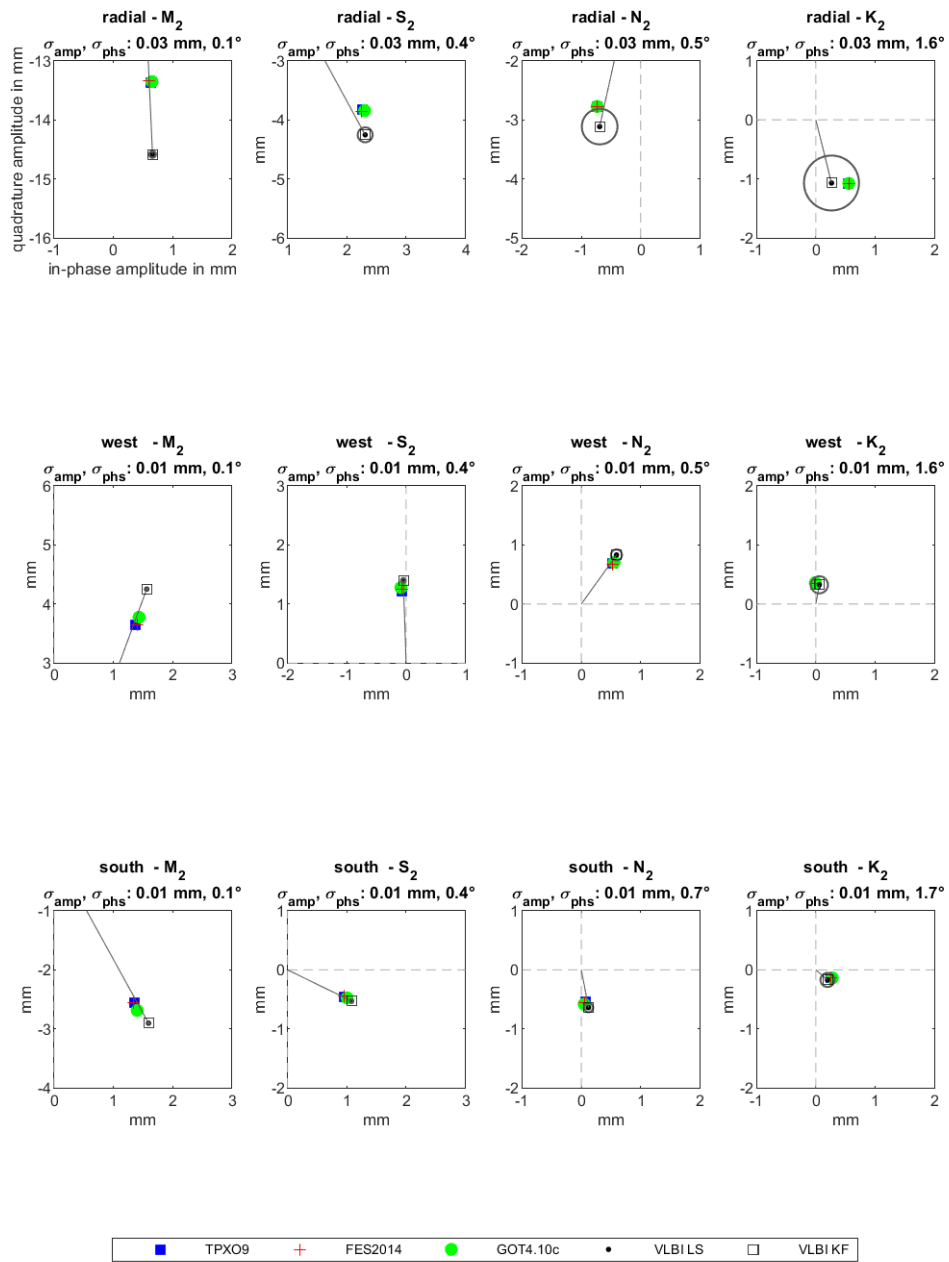 radial - M2
σamp, σphs: 0.03 mm, 0.1°
-13
-14
-15
-16
quadrature amplitude in mm
-1 0 1 2
in-phase amplitude in mm
radial - S2
σamp, σphs: 0.03 mm, 0.4°
-3
-4
-5
-6
mm
1 2 3 4
mm
radial - N2
σamp, σphs: 0.03 mm, 0.5°
-2
-3
-4
-5
mm
-2 -1 0 1
mm
radial - K2
σamp, σphs: 0.03 mm, 1.6°
1
0
-1
-2
mm
-1 0 1 2
mm
west - M2
σamp, σphs: 0.01 mm, 0.1°
6
5
4
3
mm
0 1 2 3
mm
west - S2
σamp, σphs: 0.01 mm, 0.4°
3
2
1
0
mm
-2 -1 0 1
mm
west - N2
σamp, σphs: 0.01 mm, 0.5°
2
1
0
-1
mm
-1 0 1 2
mm
west - K2
σamp, σphs: 0.01 mm, 1.6°
2
1
0
-1
mm
-1 0 1 2
mm
south - M2
σamp, σphs: 0.01 mm, 0.1°
-1
-2
-3
-4
mm
0 1 2 3
mm
south - S2
σamp, σphs: 0.01 mm, 0.4°
1
0
-1
-2
mm
0 1 2 3
mm
south - N2
σamp, σphs: 0.01 mm, 0.7°
1
0
-1
-2
mm
-1 0 1 2
mm
south - K2
σamp, σphs: 0.01 mm, 1.7°
1
0
-1
-2
mm
-1 0 1 2
mm
TPXO9 FES2014 GOT4.10c VLBI LS VLBI KF